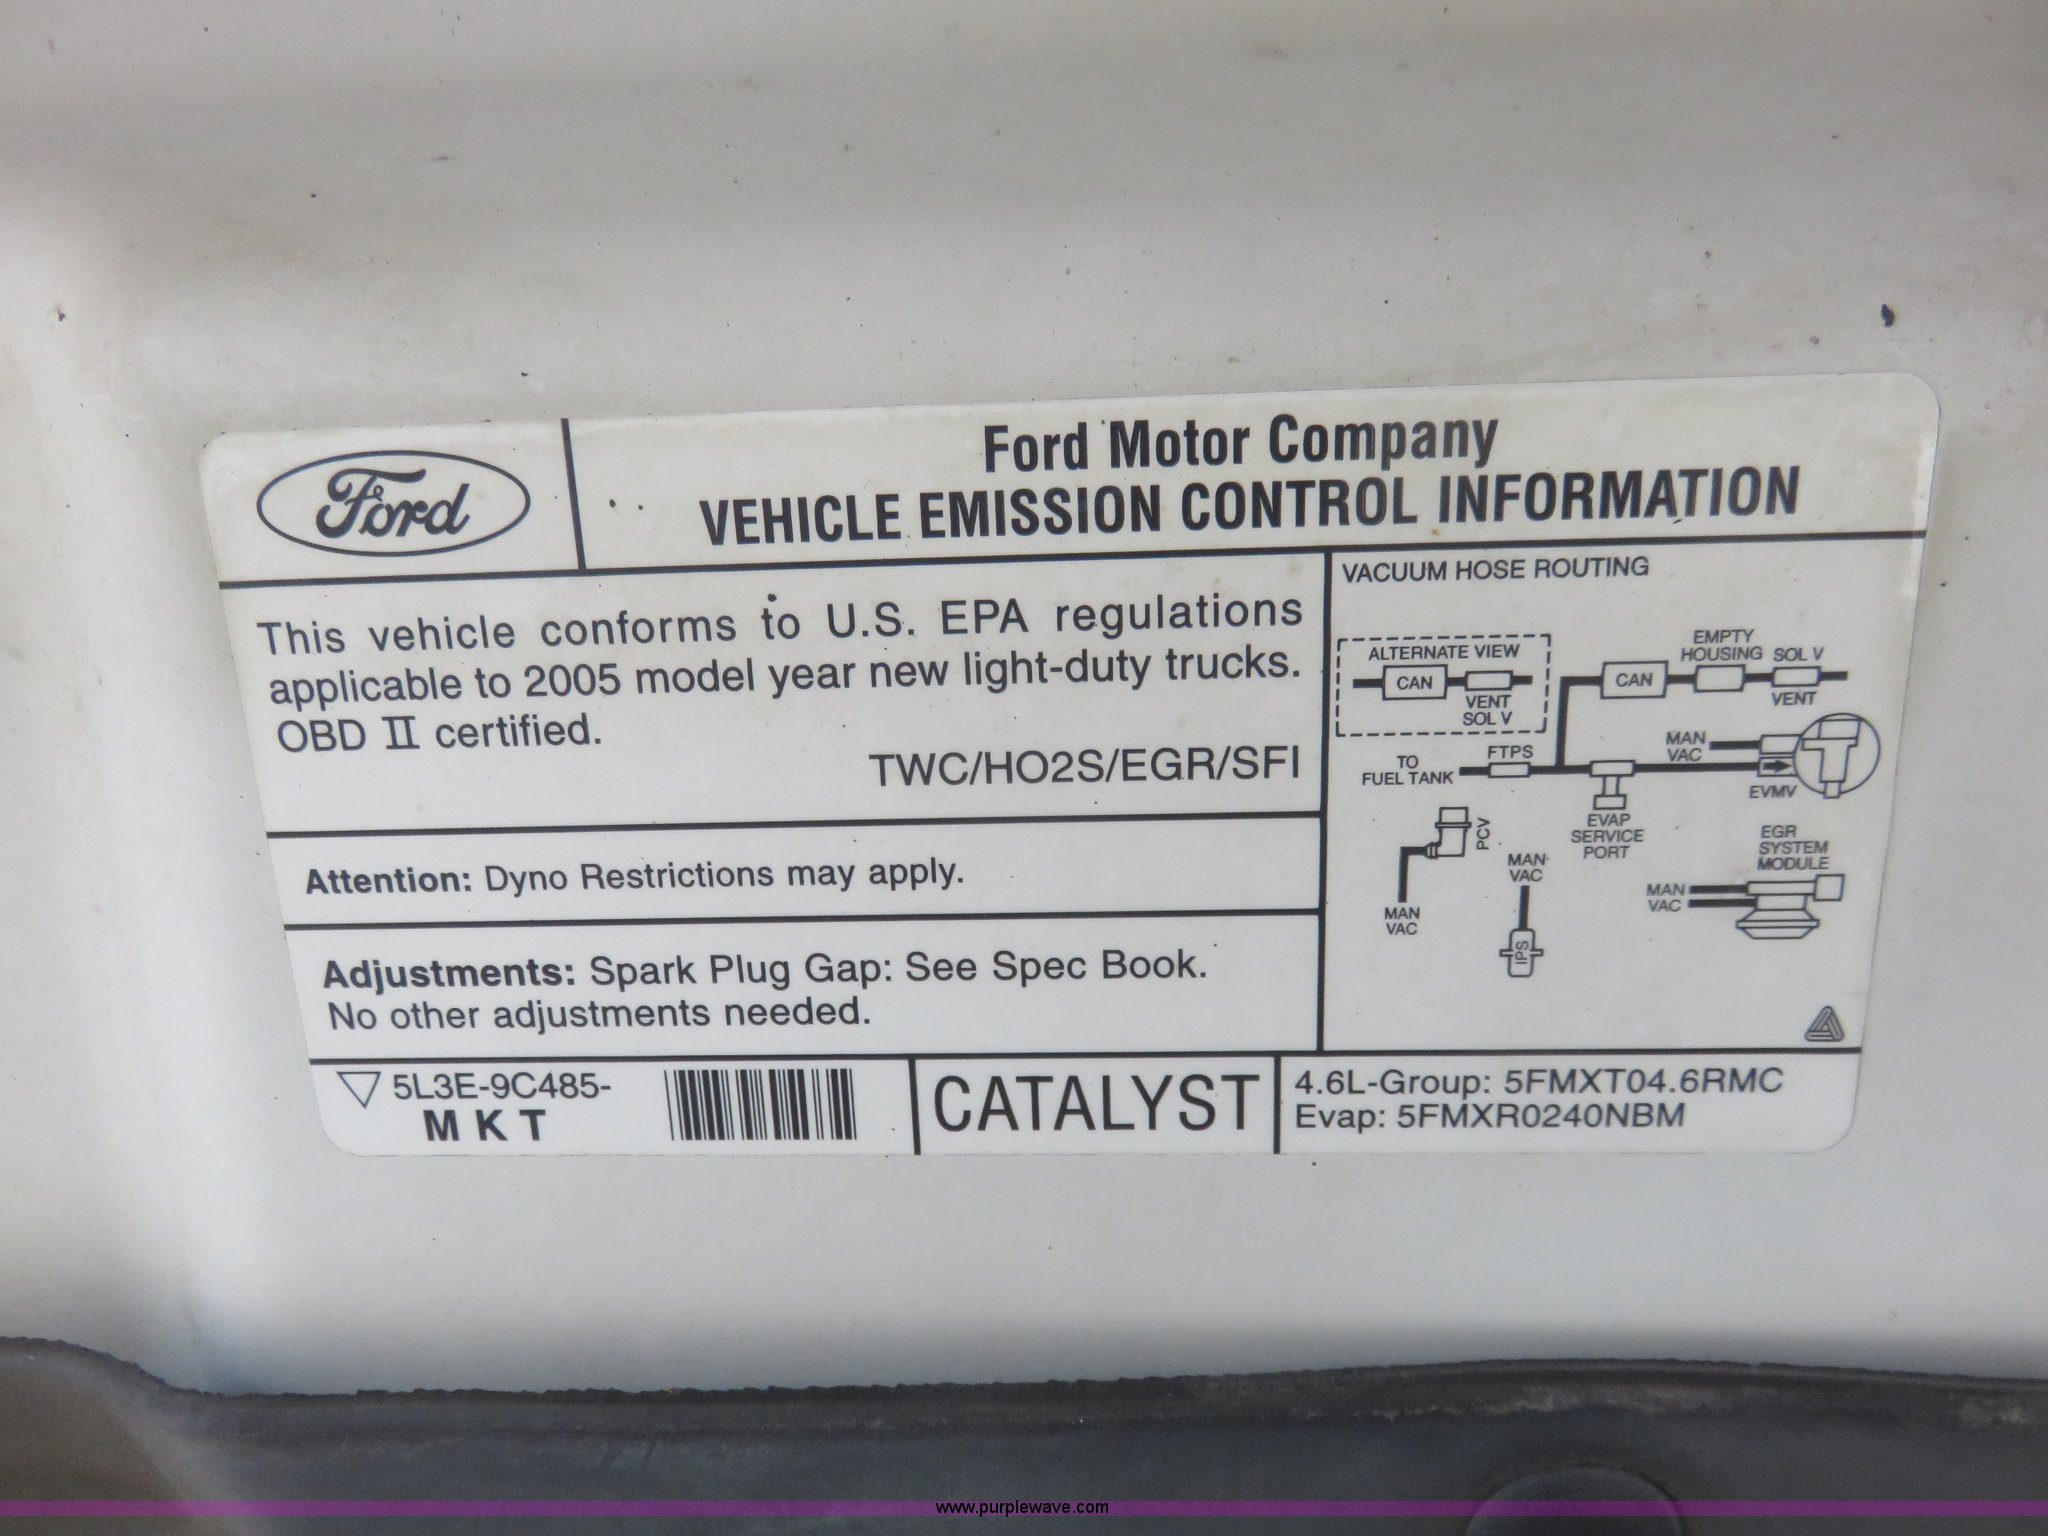 Ford
Ford Motor Company
VEHICLE EMISSION CONTROL INFORMATION
This vehicle conforms to U.S. EPA regulations
applicable to 2005 model year new light-duty trucks.
OBD II certified.
TWC/HO2S/EGR/SFI
Attention: Dyno Restrictions may apply.
Adjustments: Spark Plug Gap: See Spec Book.
No other adjustments needed.
VACUUM HOSE ROUTING
ALTERNATE VIEW
CAN
VENT
SOL V
CAN
EMPTY
HOUSING
SOL V
VENT
TO
FUEL TANK
FTPS
MAN
VAC
EVMV
EVAP
SERVICE
PORT
PCV
MAN
VAC
MAN
VAC
IPS
EGR
SYSTEM
MODULE
MAN
VAC
5L3E-9C485-
MKT
CATALYST
4.6L-Group: 5FMXT04.6RMC
Evap: 5FMXR0240NBM
www.purplewave.com